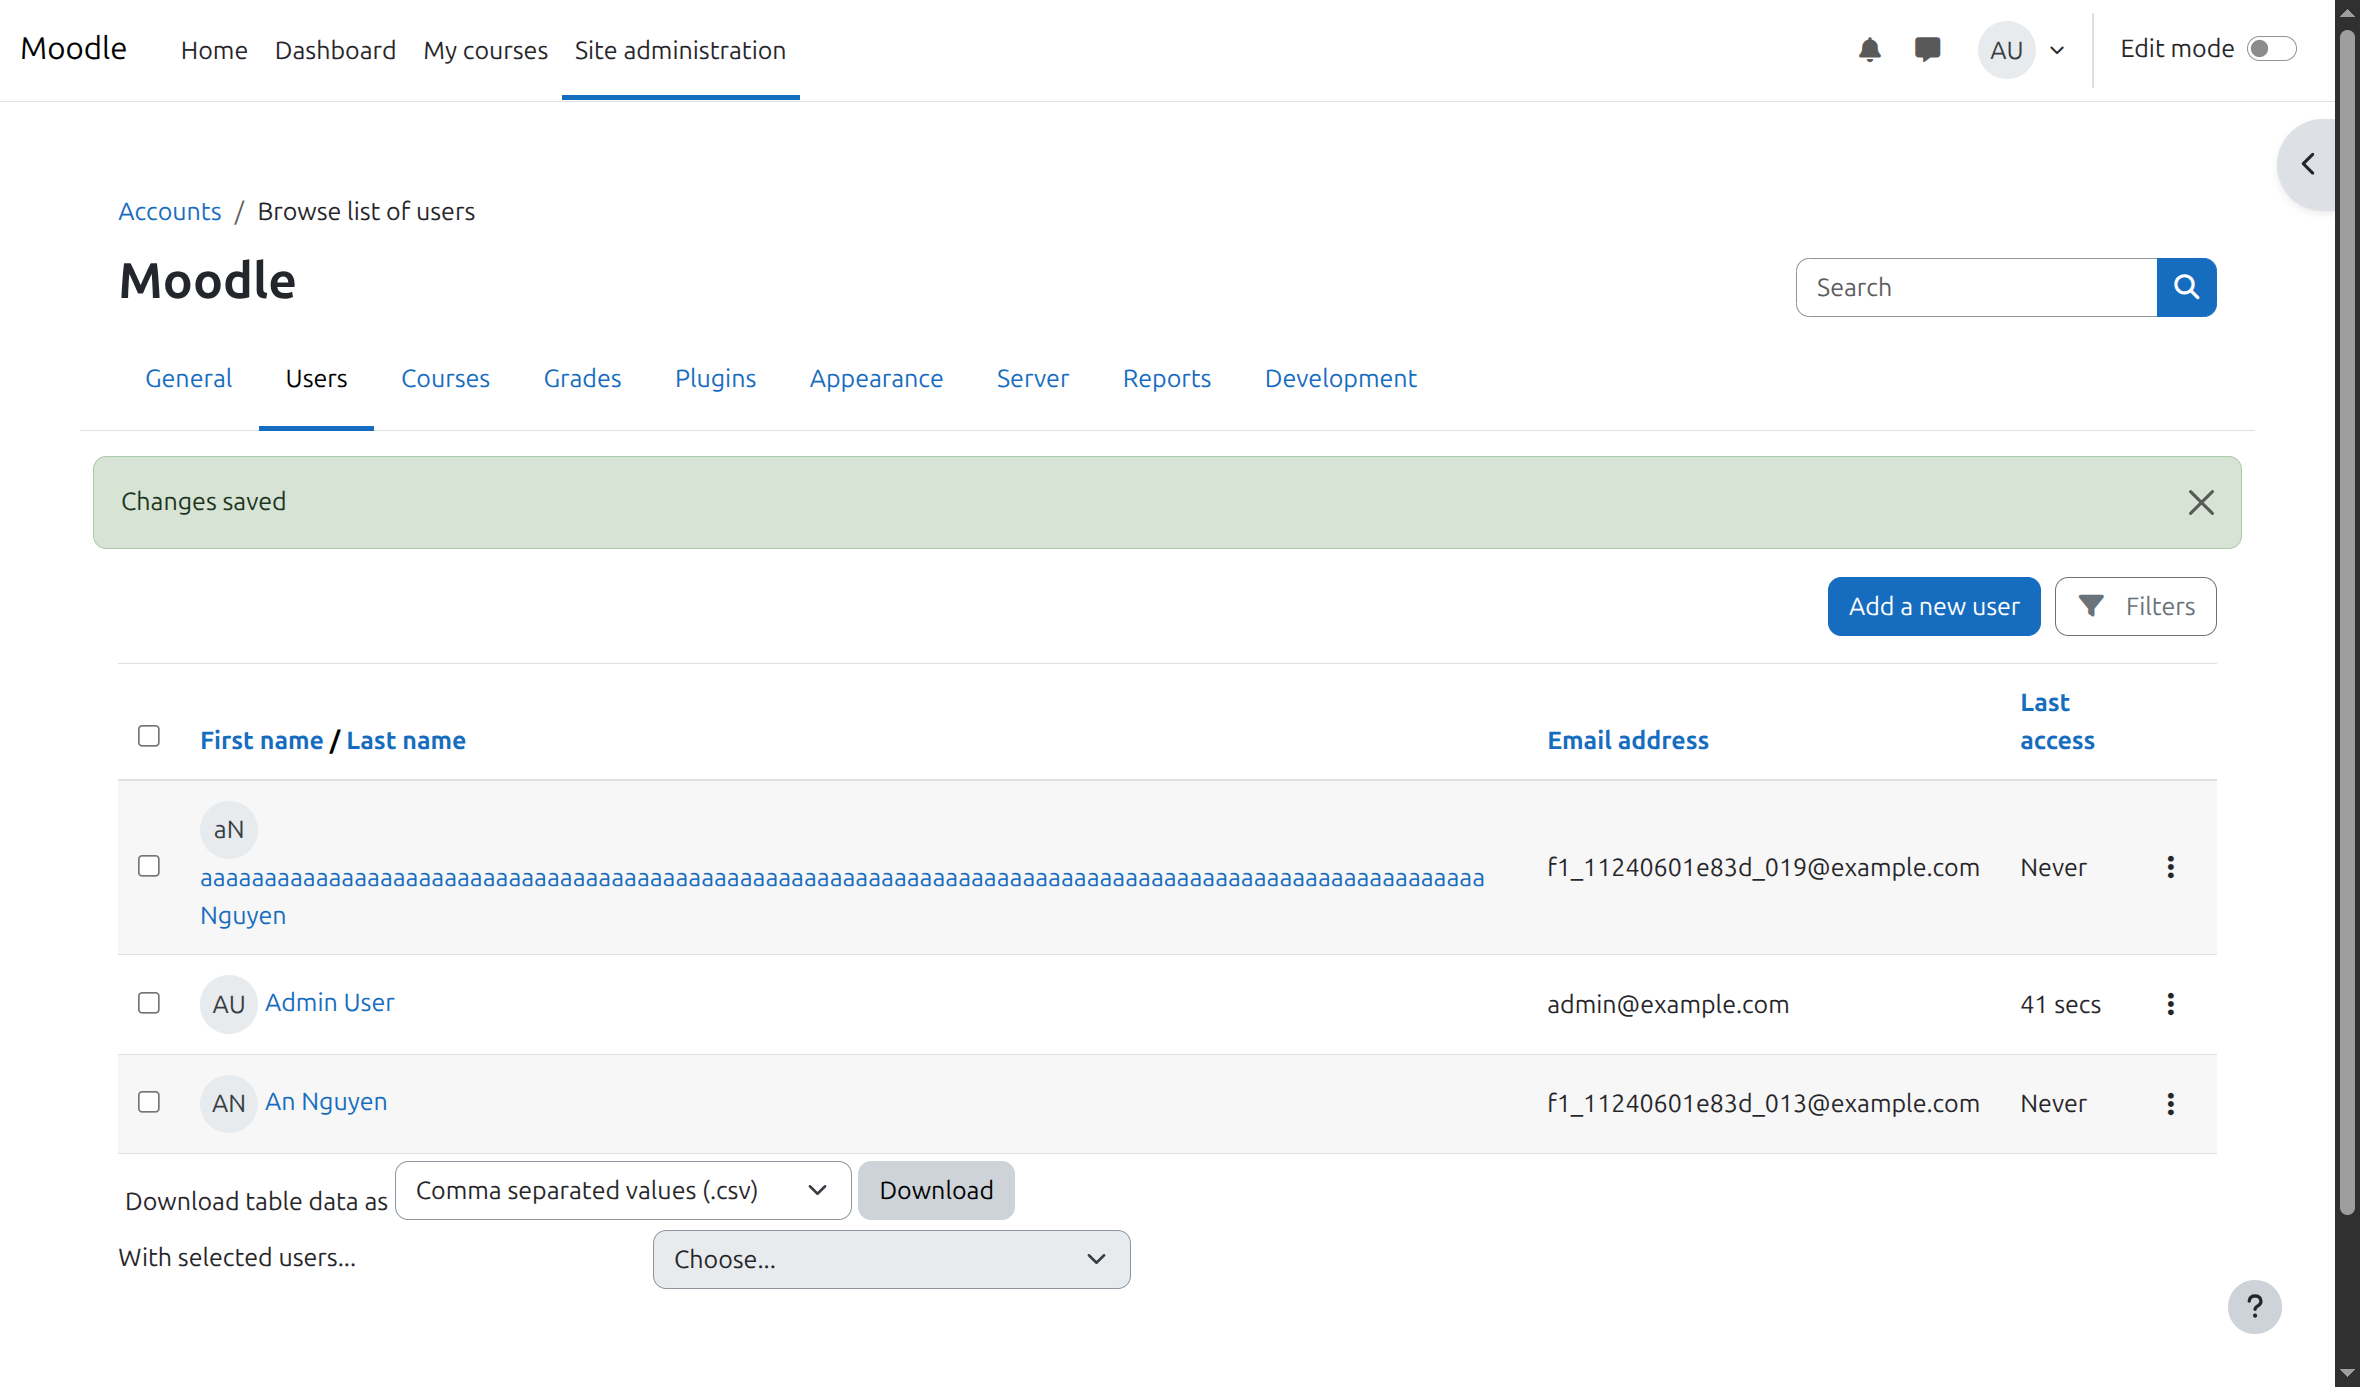 Moodle
Home
Dashboard
My courses
Site administration
AU
Edit mode
Accounts / Browse list of users
Moodle
Search
General
Users
Courses
Grades
Plugins
Appearance
Server
Reports
Development
Changes saved
Add a new user
Filters
First name / Last name
Email address
Last access
aN
aaaaaaaaaaaaaaaaaaaaaaaaaaaaaaaaaaaaaaaaaaaaaaaaaaaaaaaaaaaaaaaaaaaaaaaaaaaaaaaaaaaaaaaaaaaaaaaaaaaa
Nguyen
f1_11240601e83d_019@example.com
Never
AU
Admin User
admin@example.com
41 secs
AN
An Nguyen
f1_11240601e83d_013@example.com
Never
Download table data as
Comma separated values (.csv)
Download
With selected users...
Choose...
?